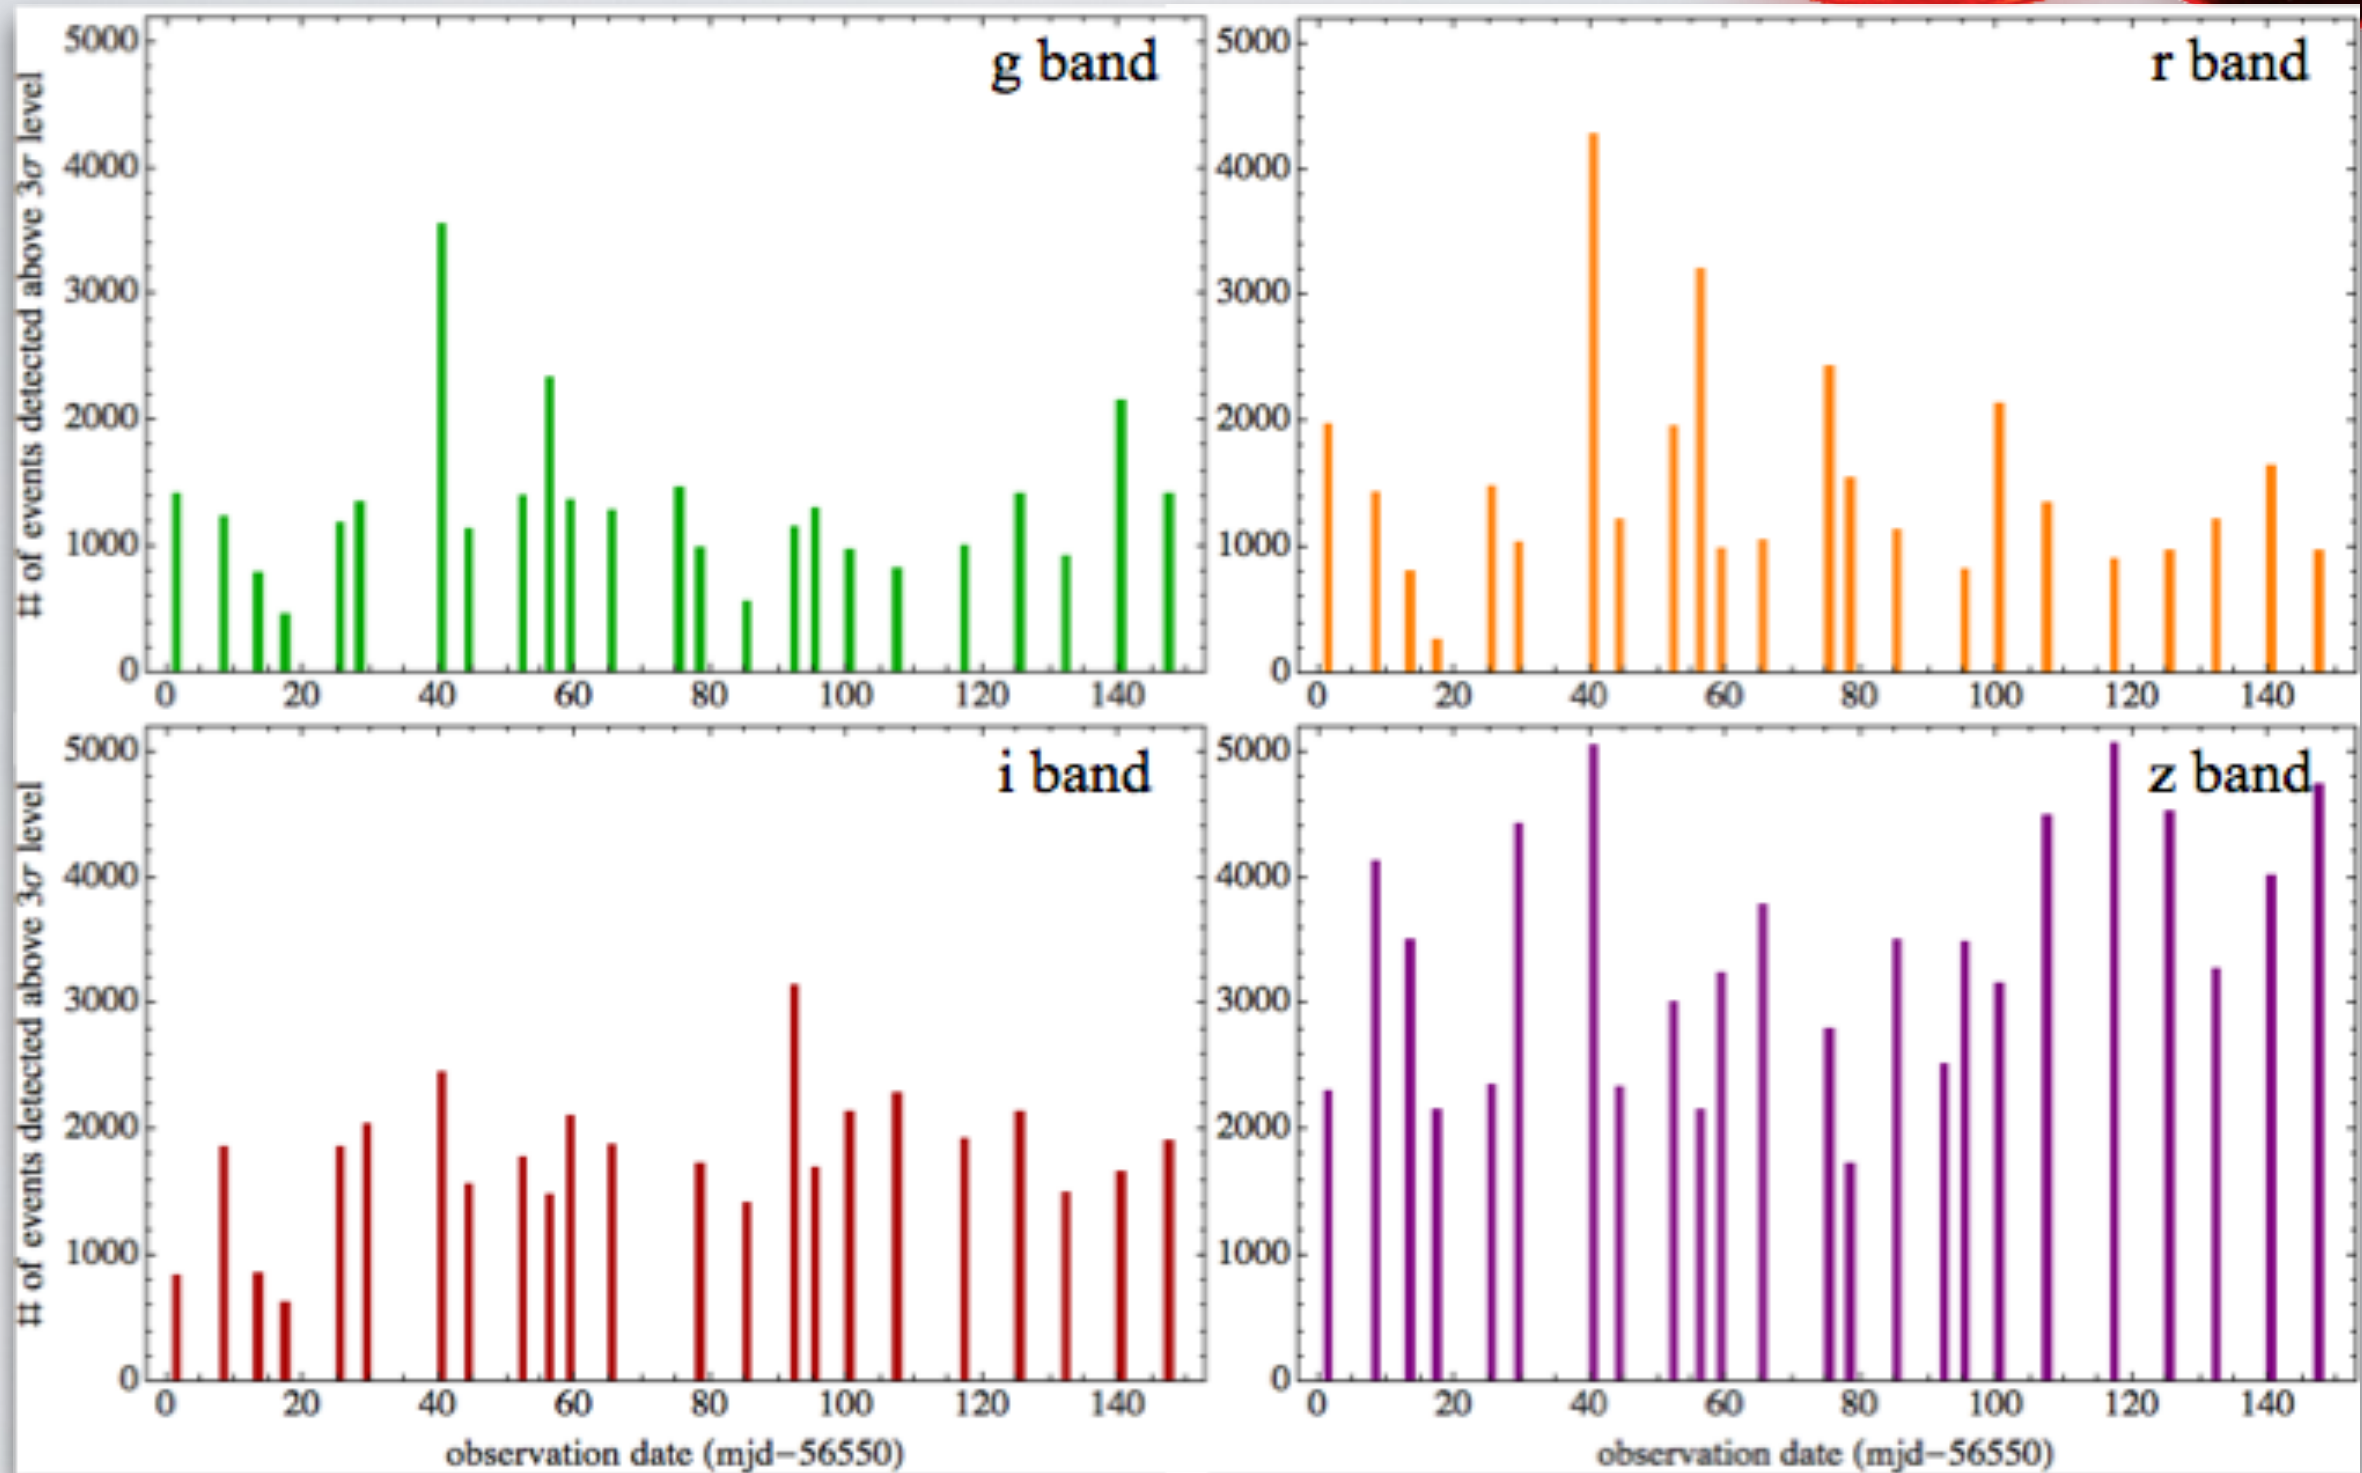 g band
# of events detected above 3σ level
5000
4000
3000
2000
1000
0
0 20 40 60 80 100 120 140
r band
5000
4000
3000
2000
1000
0
0 20 40 60 80 100 120 140
i band
# of events detected above 3σ level
5000
4000
3000
2000
1000
0
0 20 40 60 80 100 120 140
observation date (mjd−56550)
z band
5000
4000
3000
2000
1000
0
0 20 40 60 80 100 120 140
observation date (mjd−56550)